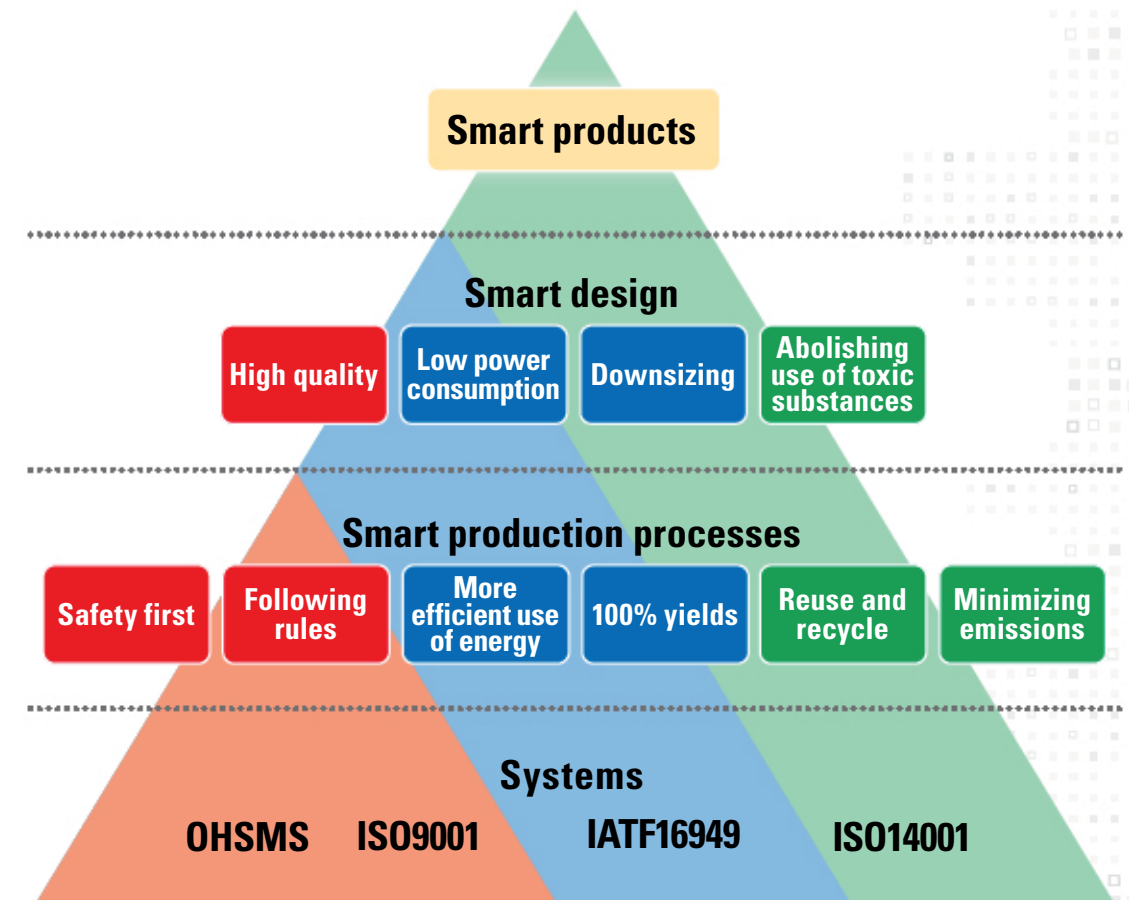 Smart products
Smart design
High quality
Low power
consumption
Downsizing
Abolishing
use of toxic
substances
Smart production processes
Safety first
Following
rules
More
efficient use
of energy
100% yields
Reuse and
recycle
Minimizing
emissions
Systems
OHSMS
ISO9001
IATF16949
ISO14001